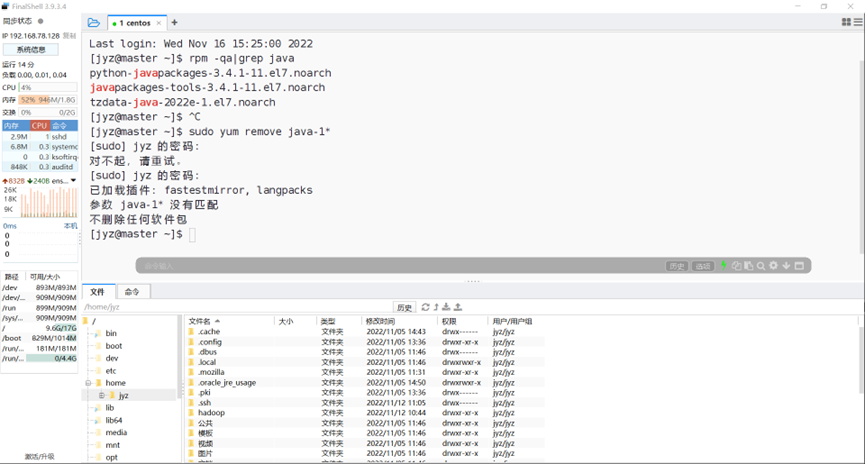 FinalShell 3.9.3.4
同步状态
1 centos × +
IP 192.168.78.128 复制
系统信息
运行 14 分
负载 0.00, 0.01, 0.04
CPU 4%
内存 52% 946M/1.8G
交换 0% 0/2G
内存 CPU 命令
2.9M 1 sshd
6.8M 0.3 systemd
0 0.3 ksoftirq
848K 0.3 auditd
832B 240B ens...
26K
18K
9K
0ms 本机
0
0
0
路径 可用/大小
/dev 893M/893M
/dev/... 909M/909M
/run 899M/909M
/sys/... 909M/909M
/ 9.6G/17G
/boot 829M/1014M
/run/... 181M/181M
/run/... 0/4.4G
激活/升级
Last login: Wed Nov 16 15:25:00 2022
[jyz@master ~]$ rpm -qa|grep java
python-javapackages-3.4.1-11.el7.noarch
javapackages-tools-3.4.1-11.el7.noarch
tzdata-java-2022e-1.el7.noarch
[jyz@master ~]$ ^C
[jyz@master ~]$ sudo yum remove java-1*
[sudo] jyz 的密码:
对不起，请重试。
[sudo] jyz 的密码:
已加载插件: fastestmirror, langpacks
参数 java-1* 没有匹配
不删除任何软件包
[jyz@master ~]$
命令输入 历史 选项
文件 命令
/home/jyz 历史
/
bin
boot
dev
etc
home
jyz
lib
lib64
media
mnt
opt
文件名 大小 类型 修改时间 权限 用户/用户组
.cache 文件夹 2022/11/05 14:43 drwx------ jyz/jyz
.config 文件夹 2022/11/05 13:36 drwxr-xr-x jyz/jyz
.dbus 文件夹 2022/11/05 11:46 drwx------ jyz/jyz
.local 文件夹 2022/11/05 11:46 drwxrwxr-x jyz/jyz
.mozilla 文件夹 2022/11/05 11:31 drwxr-xr-x jyz/jyz
.oracle_jre_usage 文件夹 2022/11/05 14:50 drwxrwxr-x jyz/jyz
.pki 文件夹 2022/11/05 13:36 drwx------ jyz/jyz
.ssh 文件夹 2022/11/12 11:05 drwx------ jyz/jyz
hadoop 文件夹 2022/11/12 10:44 drwxr-xr-x jyz/jyz
公共 文件夹 2022/11/05 11:46 drwxr-xr-x jyz/jyz
模板 文件夹 2022/11/05 11:46 drwxr-xr-x jyz/jyz
视频 文件夹 2022/11/05 11:46 drwxr-xr-x jyz/jyz
图片 文件夹 2022/11/05 11:46 drwxr-xr-x jyz/jyz